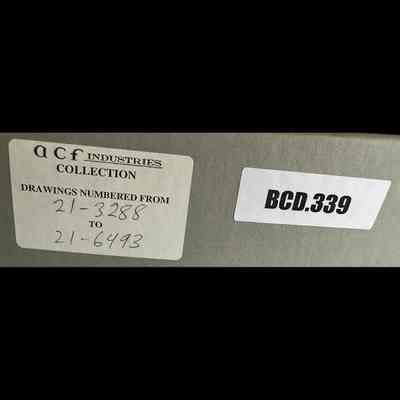 acf INDUSTRIES
COLLECTION
DRAWINGS NUMBERED FROM
21-3288
TO
21-6493
BCD.339